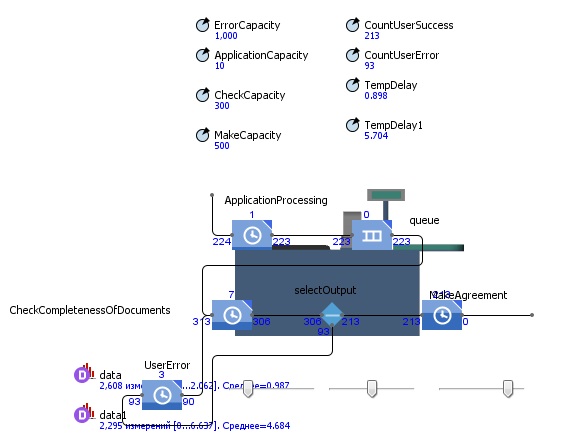 ErrorCapacity
1,000
CountUserSuccess
213
ApplicationCapacity
10
CountUserError
93
CheckCapacity
300
TempDelay
0.898
MakeCapacity
500
TempDelay1
5.704
ApplicationProcessing
queue
1
0
224
223
223
223
selectOutput
MakeAgreement
CheckCompletenessOfDocuments
7
213
313
306
306
213
213
0
93
UserError
3
data
2,608
2.062], Среднее=0.987
93
90
data1
2,295 измерений [0...6.637], Среднее=4.684